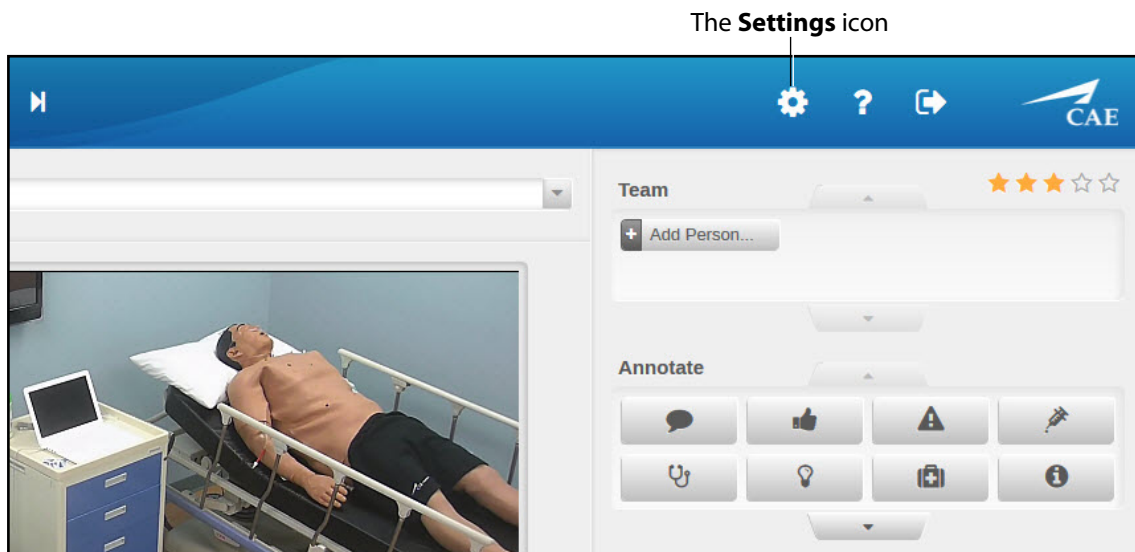 The Settings icon
CAE
Team
Add Person...
Annotate